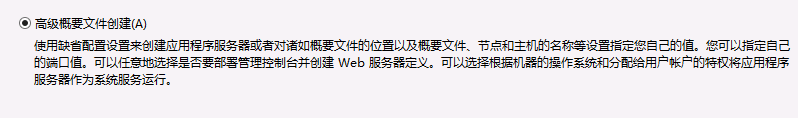 高级概要文件创建(A)
使用缺省配置设置来创建应用程序服务器或者对诸如概要文件的位置以及概要文件、节点和主机的名称等设置指定您自己的值。您可以指定自己
的端口值。可以任意地选择是否要部署管理控制台并创建 Web 服务器定义。可以选择根据机器的操作系统和分配给用户帐户的特权将应用程序
服务器作为系统服务运行。